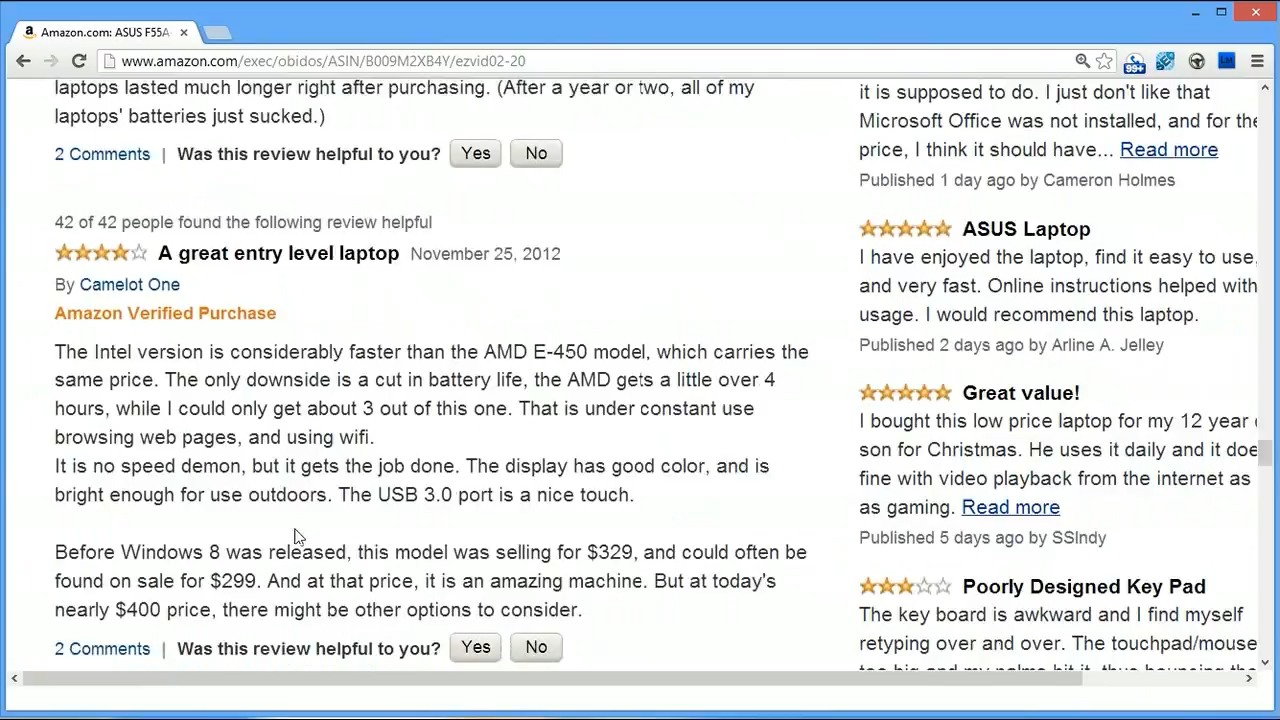 Amazon.com: ASUS F55A
www.amazon.com/exec/obidos/ASIN/B009M2XB4Y/ezvid02-20
99+
LM
laptops lasted much longer right after purchasing. (After a year or two, all of my
laptops' batteries just sucked.)
2 Comments | Was this review helpful to you? Yes No
42 of 42 people found the following review helpful
A great entry level laptop November 25, 2012
By Camelot One
Amazon Verified Purchase
The Intel version is considerably faster than the AMD E-450 model, which carries the
same price. The only downside is a cut in battery life, the AMD gets a little over 4
hours, while I could only get about 3 out of this one. That is under constant use
browsing web pages, and using wifi.
It is no speed demon, but it gets the job done. The display has good color, and is
bright enough for use outdoors. The USB 3.0 port is a nice touch.
Before Windows 8 was released, this model was selling for $329, and could often be
found on sale for $299. And at that price, it is an amazing machine. But at today's
nearly $400 price, there might be other options to consider.
2 Comments | Was this review helpful to you? Yes No
it is supposed to do. I just don't like that
Microsoft Office was not installed, and for the
price, I think it should have... Read more
Published 1 day ago by Cameron Holmes
ASUS Laptop
I have enjoyed the laptop, find it easy to use,
and very fast. Online instructions helped with
usage. I would recommend this laptop.
Published 2 days ago by Arline A. Jelley
Great value!
I bought this low price laptop for my 12 year
son for Christmas. He uses it daily and it doe
fine with video playback from the internet as
as gaming. Read more
Published 5 days ago by SSIndy
Poorly Designed Key Pad
The key board is awkward and I find myself
retyping over and over. The touchpad/mouse
too big and my palms hit it, thus bouncing the